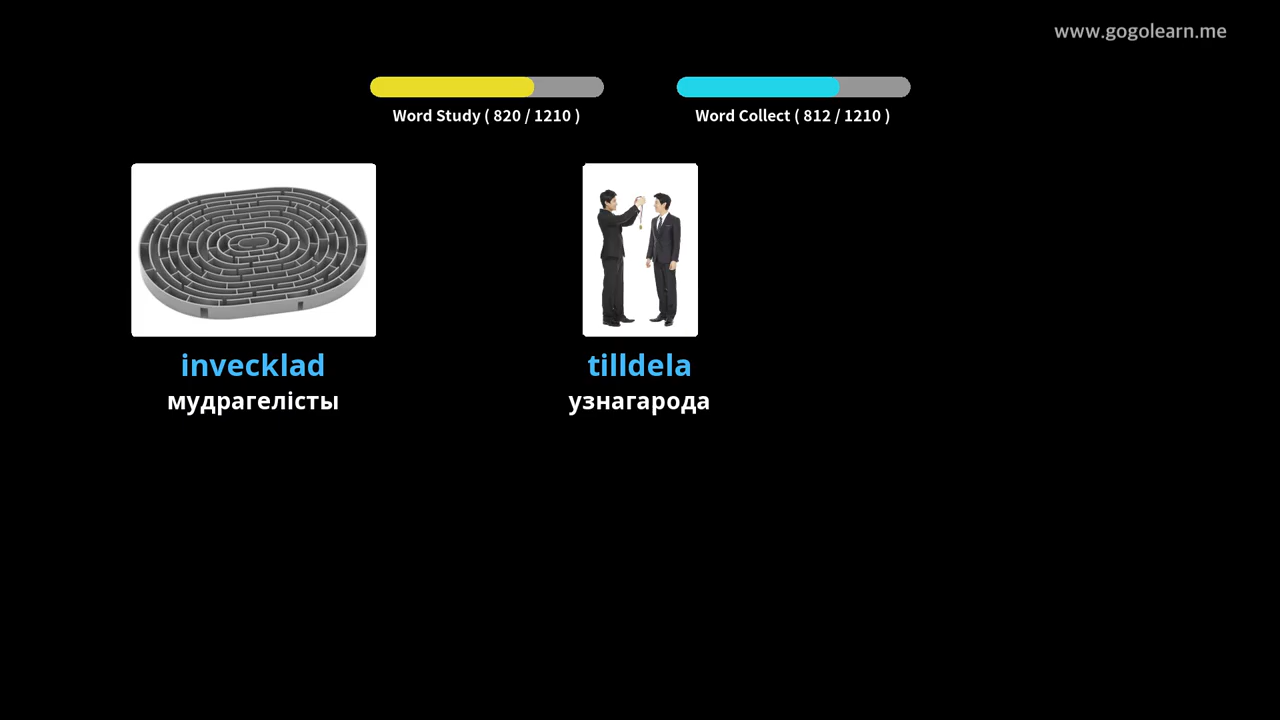 www.gogolearn.me
Word Study ( 820 / 1210 )
Word Collect ( 812 / 1210 )
invecklad
мудрагелісты
tilldela
узнагарода